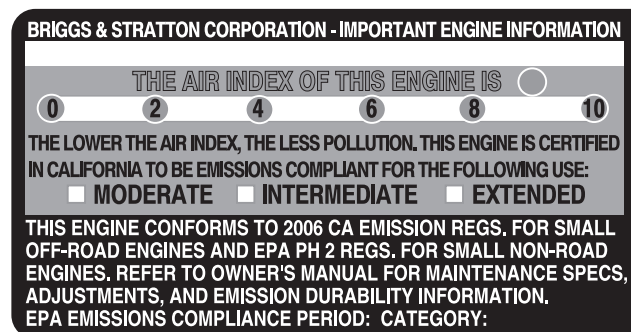 BRIGGS & STRATTON CORPORATION - IMPORTANT ENGINE INFORMATION
THE AIR INDEX OF THIS ENGINE IS
0 2 4 6 8 10
THE LOWER THE AIR INDEX, THE LESS POLLUTION. THIS ENGINE IS CERTIFIED
IN CALIFORNIA TO BE EMISSIONS COMPLIANT FOR THE FOLLOWING USE:
MODERATE INTERMEDIATE EXTENDED
THIS ENGINE CONFORMS TO 2006 CA EMISSION REGS. FOR SMALL
OFF-ROAD ENGINES AND EPA PH 2 REGS. FOR SMALL NON-ROAD
ENGINES. REFER TO OWNER'S MANUAL FOR MAINTENANCE SPECS,
ADJUSTMENTS, AND EMISSION DURABILITY INFORMATION.
EPA EMISSIONS COMPLIANCE PERIOD: CATEGORY: